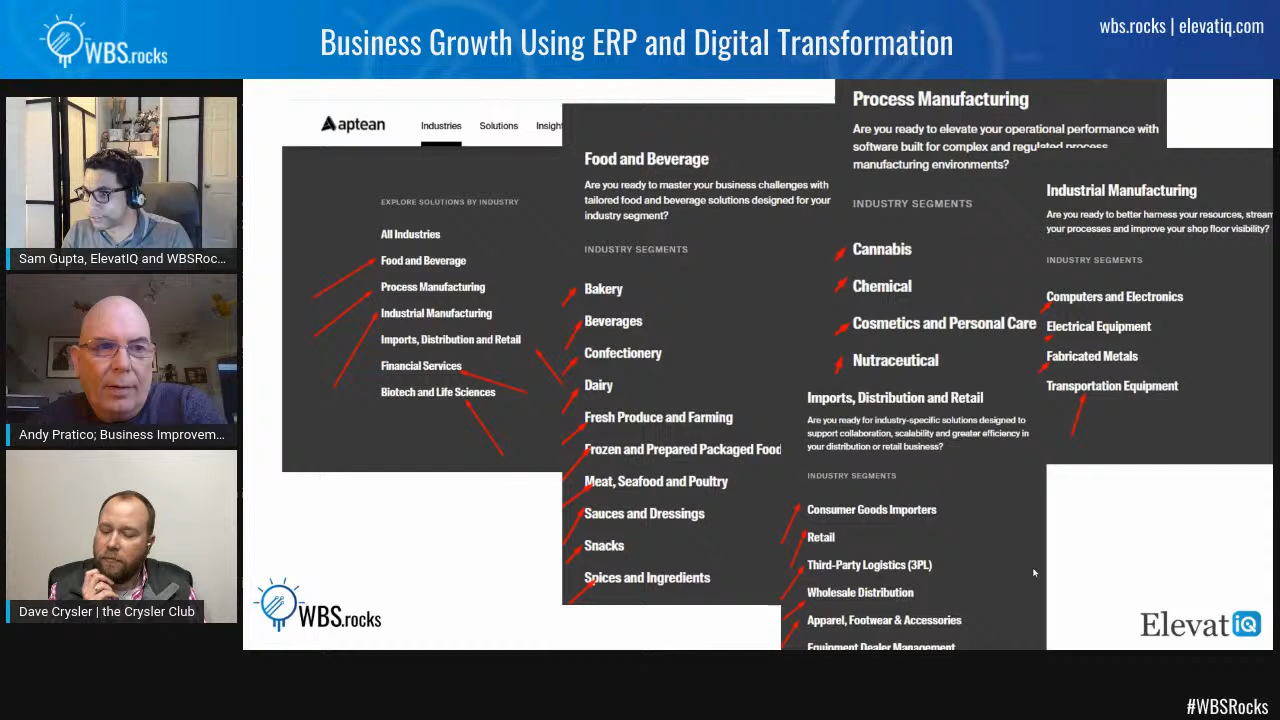 WBS.rocks
Business Growth Using ERP and Digital Transformation
wbs.rocks | elevatiq.com
Sam Gupta, ElevatIQ and WBSRoc...
Andy Pratico; Business Improvem...
Dave Crysler | the Crysler Club
aptean
Industries
Solutions
Insigh
EXPLORE SOLUTIONS BY INDUSTRY
All Industries
Food and Beverage
Process Manufacturing
Industrial Manufacturing
Imports, Distribution and Retail
Financial Services
Biotech and Life Sciences
Food and Beverage
Are you ready to master your business challenges with
tailored food and beverage solutions designed for your
industry segment?
INDUSTRY SEGMENTS
Bakery
Beverages
Confectionery
Dairy
Fresh Produce and Farming
Frozen and Prepared Packaged Food
Meat, Seafood and Poultry
Sauces and Dressings
Snacks
Spices and Ingredients
Process Manufacturing
Are you ready to elevate your operational performance with
software built for complex and regulated process
manufacturing environments?
INDUSTRY SEGMENTS
Cannabis
Chemical
Cosmetics and Personal Care
Nutraceutical
Imports, Distribution and Retail
Are you ready for industry-specific solutions designed to
support collaboration, scalability and greater efficiency in
your distribution or retail business?
INDUSTRY SEGMENTS
Consumer Goods Importers
Retail
Third-Party Logistics (3PL)
Wholesale Distribution
Apparel, Footwear & Accessories
Equipment Dealer Management
Industrial Manufacturing
Are you ready to better harness your resources, stream
your processes and improve your shop floor visibility?
INDUSTRY SEGMENTS
Computers and Electronics
Electrical Equipment
Fabricated Metals
Transportation Equipment
WBS.rocks
ElevatIQ
#WBSRocks